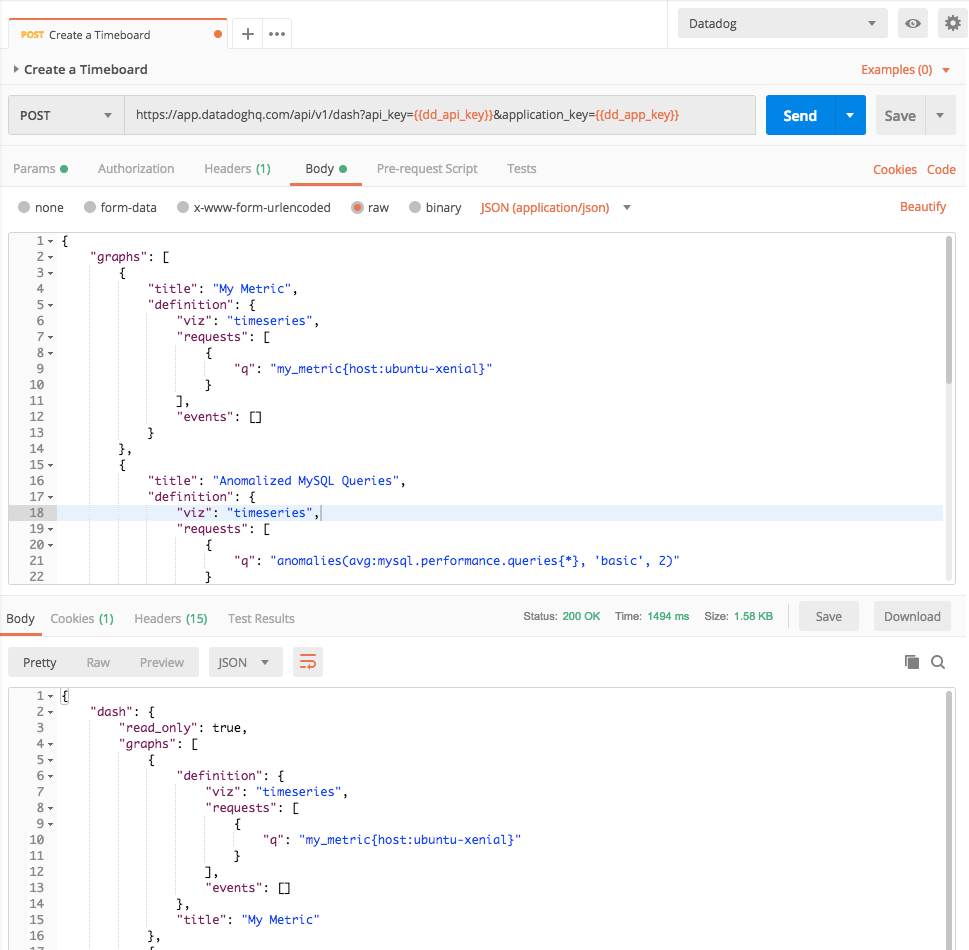 POST Create a Timeboard
Datadog
Create a Timeboard
Examples (0)
POST
https://app.datadoghq.com/api/v1/dash?api_key={{dd_api_key}}&application_key={{dd_app_key}}
Send
Save
Params Authorization Headers (1) Body Pre-request Script Tests Cookies Code
none form-data x-www-form-urlencoded raw binary JSON (application/json) Beautify
1 {
2 "graphs": [
3 {
4 "title": "My Metric",
5 "definition": {
6 "viz": "timeseries",
7 "requests": [
8 {
9 "q": "my_metric{host:ubuntu-xenial}"
10 }
11 ],
12 "events": []
13 }
14 },
15 {
16 "title": "Anomalized MySQL Queries",
17 "definition": {
18 "viz": "timeseries",
19 "requests": [
20 {
21 "q": "anomalies(avg:mysql.performance.queries{*}, 'basic', 2)"
22 }
Body Cookies (1) Headers (15) Test Results Status: 200 OK Time: 1494 ms Size: 1.58 KB Save Download
Pretty Raw Preview JSON
1 {
2 "dash": {
3 "read_only": true,
4 "graphs": [
5 {
6 "definition": {
7 "viz": "timeseries",
8 "requests": [
9 {
10 "q": "my_metric{host:ubuntu-xenial}"
11 }
12 ],
13 "events": []
14 },
15 "title": "My Metric"
16 },